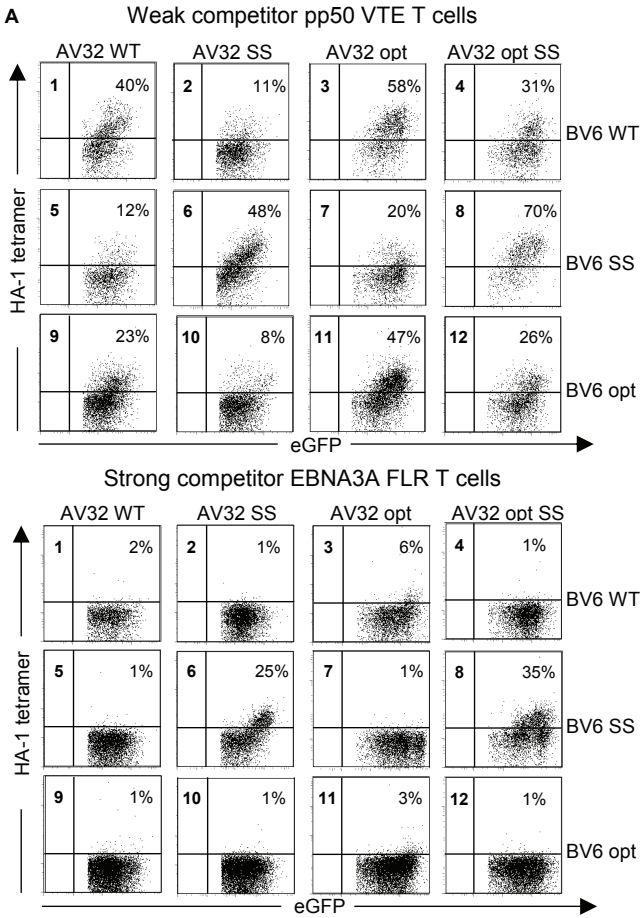 A
Weak competitor pp50 VTE T cells
AV32 WT AV32 SS AV32 opt AV32 opt SS
1 40% 2 11% 3 58% 4 31% BV6 WT
5 12% 6 48% 7 20% 8 70% BV6 SS
9 23% 10 8% 11 47% 12 26% BV6 opt
HA-1 tetramer
eGFP
Strong competitor EBNA3A FLR T cells
AV32 WT AV32 SS AV32 opt AV32 opt SS
1 2% 2 1% 3 6% 4 1% BV6 WT
5 1% 6 25% 7 1% 8 35% BV6 SS
9 1% 10 1% 11 3% 12 1% BV6 opt
HA-1 tetramer
eGFP